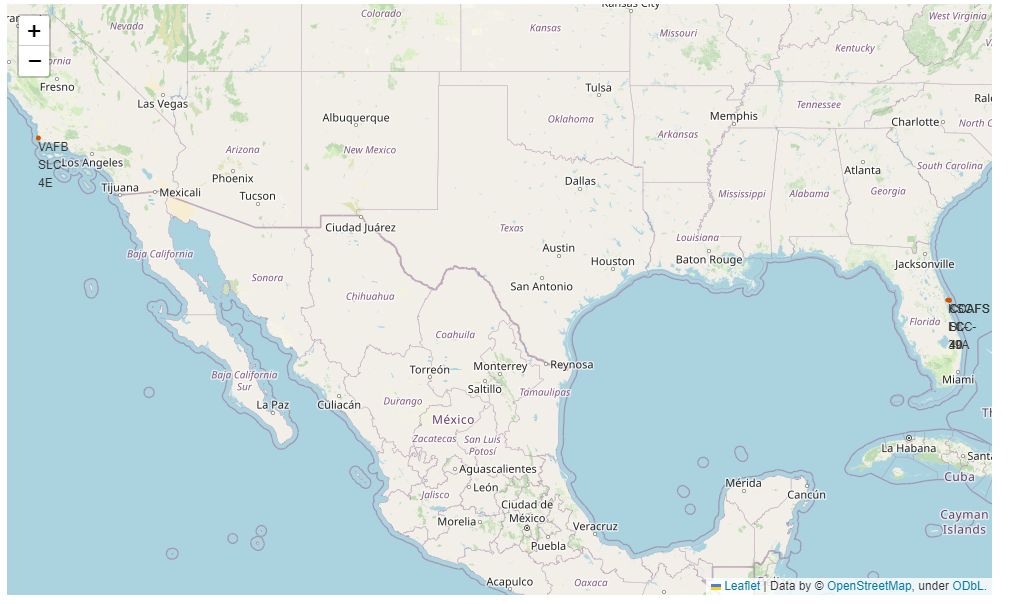 Kansas City
Colorado
West Virginia
Nevada
Kansas
Missouri
Kentucky
+
−
Fresno
Las Vegas
Tulsa
Albuquerque
Oklahoma
Memphis
Tennessee
Charlotte
Arkansas
VAFB
SLC-
4E
Los Angeles
Arizona
New Mexico
Atlanta
South Carolina
Phoenix
Dallas
Tijuana
Mexicali
Tucson
Mississippi
Alabama
Georgia
Ciudad Juárez
Texas
Louisiana
Austin
Baja California
Houston
Baton Rouge
Jacksonville
Sonora
San Antonio
Chihuahua
Florida
Coahuila
Monterrey
Reynosa
Torreón
Baja California
Sur
Saltillo
Tamaulipas
Miami
La Paz
Culiacán
Durango
México
Zacatecas
San Luis
Potosí
La Habana
Cuba
Aguascalientes
León
Jalisco
Mérida
Cancún
Ciudad de
México
Morelia
Veracruz
Cayman
Islands
Puebla
Acapulco
Oaxaca
Leaflet | Data by © OpenStreetMap, under ODbL.